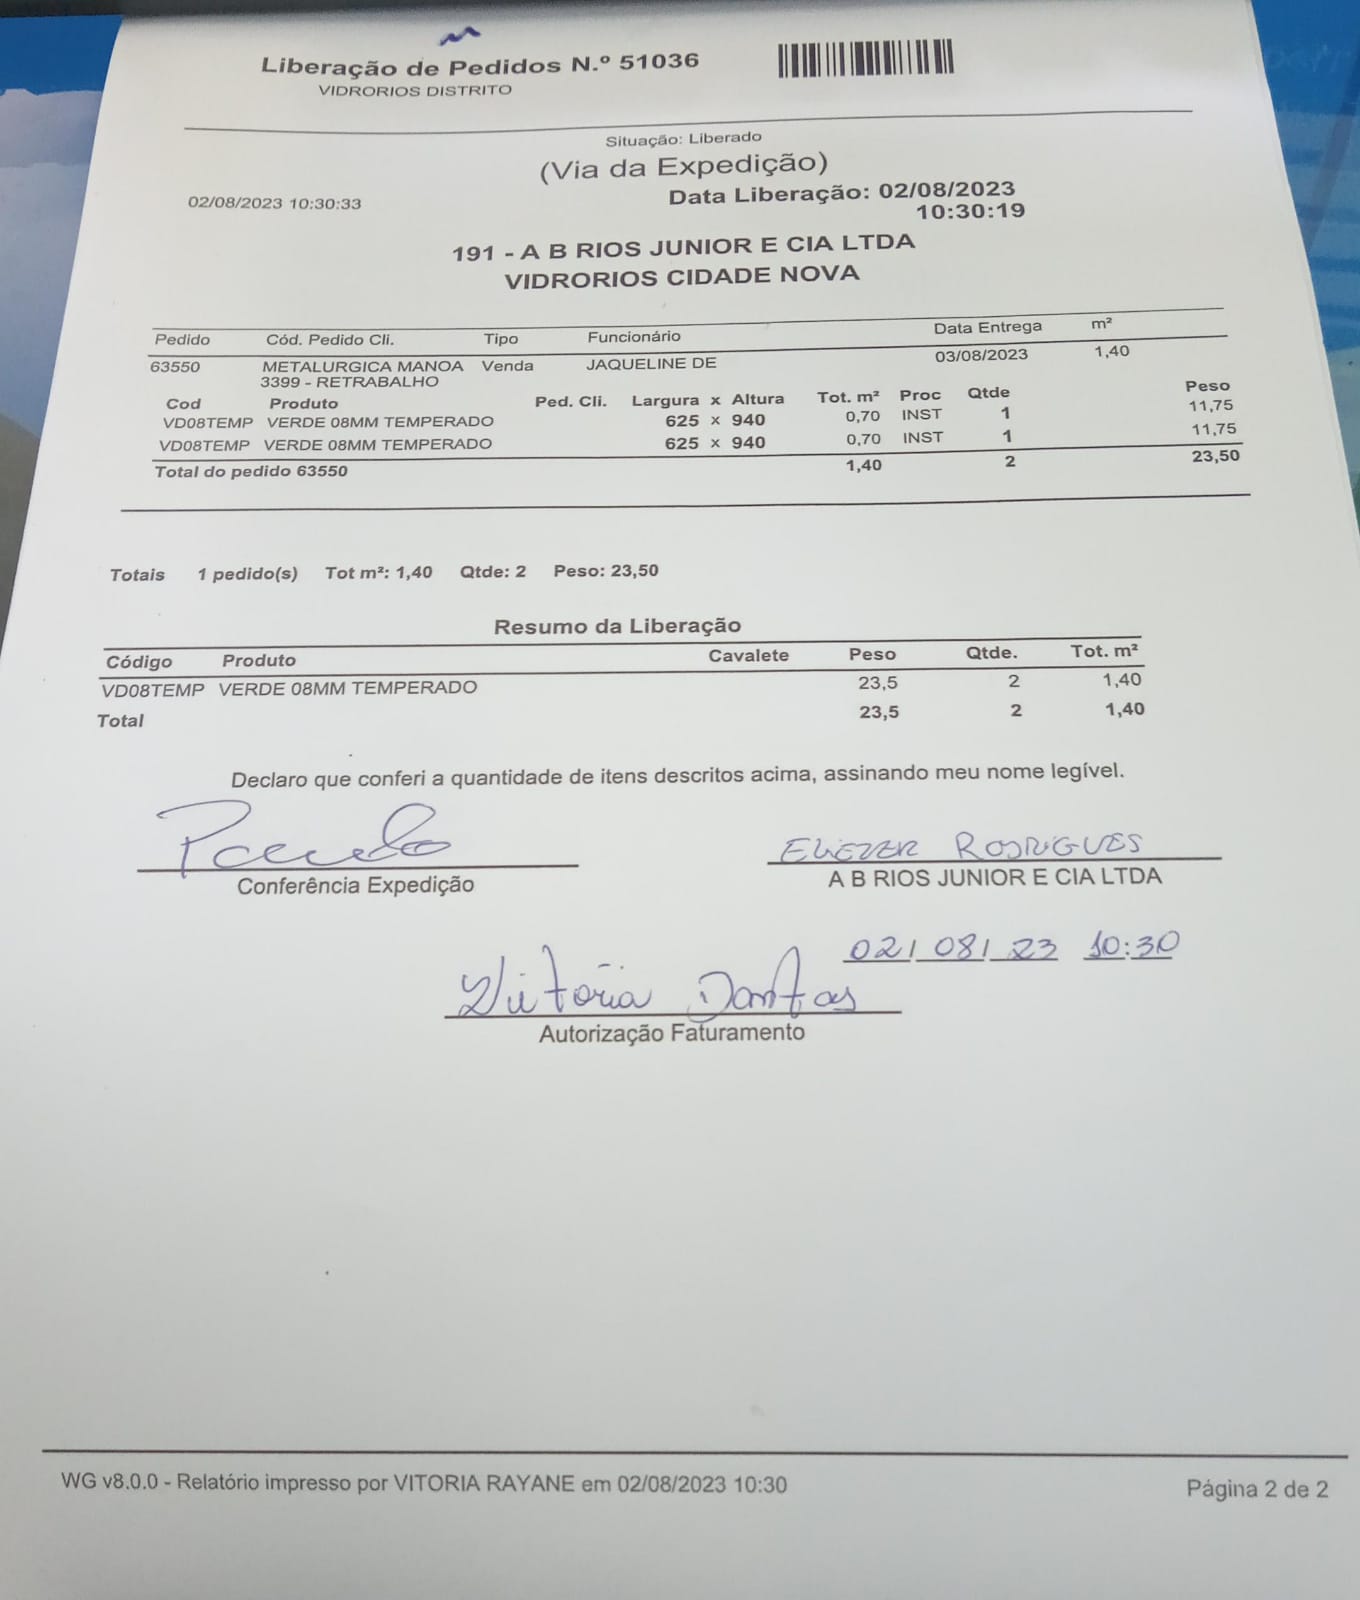 Liberação de Pedidos N.º 51036
VIDRORIOS DISTRITO
Situação: Liberado
(Via da Expedição)
02/08/2023 10:30:33
Data Liberação: 02/08/2023
10:30:19
191 - A B RIOS JUNIOR E CIA LTDA
VIDRORIOS CIDADE NOVA
Pedido Cód. Pedido Cli. Tipo Funcionário Data Entrega m²
63550 METALURGICA MANOA Venda JAQUELINE DE 03/08/2023 1,40
3399 - RETRABALHO
Cod Produto Ped. Cli. Largura x Altura Tot. m² Proc Qtde Peso
VD08TEMP VERDE 08MM TEMPERADO 625 x 940 0,70 INST 1 11,75
VD08TEMP VERDE 08MM TEMPERADO 625 x 940 0,70 INST 1 11,75
Total do pedido 63550 1,40 2 23,50
Totais 1 pedido(s) Tot m²: 1,40 Qtde: 2 Peso: 23,50
Resumo da Liberação
Código Produto Cavalete Peso Qtde. Tot. m²
VD08TEMP VERDE 08MM TEMPERADO 23,5 2 1,40
Total 23,5 2 1,40
Declaro que conferi a quantidade de itens descritos acima, assinando meu nome legível.
ELIEZER RODRIGUES
Conferência Expedição A B RIOS JUNIOR E CIA LTDA
02/08/23 10:30
Vitória Dantas
Autorização Faturamento
WG v8.0.0 - Relatório impresso por VITORIA RAYANE em 02/08/2023 10:30 Página 2 de 2